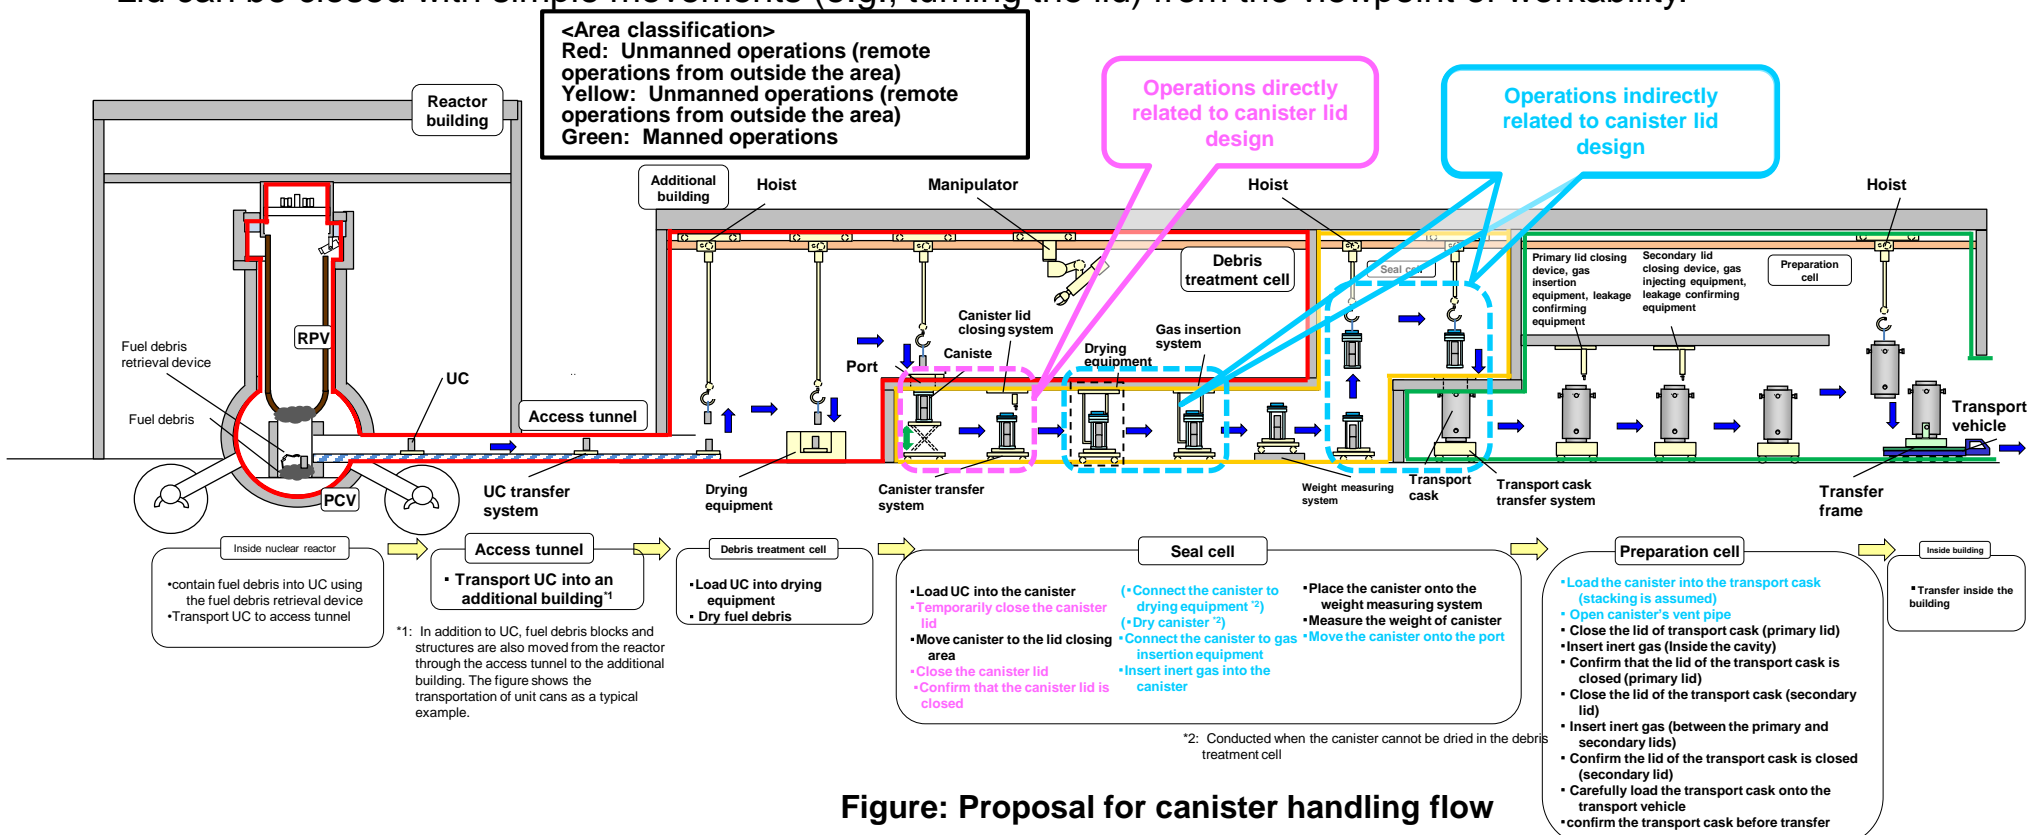 Lid can be closed with simple movements (e.g., turning the lid) from the viewpoint of workability.
<Area classification>
Red: Unmanned operations (remote
operations from outside the area)
Yellow: Unmanned operations (remote
operations from outside the area)
Green: Manned operations
Operations directly
related to canister lid
design
Operations indirectly
related to canister lid
design
Reactor
building
Additional
building
Hoist
Manipulator
Hoist
Hoist
Debris
treatment cell
Seal cell
Primary lid closing
device, gas
insertion
equipment, leakage
confirming
equipment
Secondary lid
closing device, gas
injecting equipment,
leakage confirming
equipment
Preparation
cell
Canister lid
closing system
Gas insertion
system
Caniste
Drying
equipment
Port
RPV
Fuel debris
retrieval device
UC
Fuel debris
Access tunnel
Transport
vehicle
PCV
UC transfer
system
Drying
equipment
Canister transfer
system
Weight measuring
system
Transport
cask
Transport cask
transfer system
Transfer
frame
Inside nuclear reactor
•contain fuel debris into UC using
the fuel debris retrieval device
•Transport UC to access tunnel
Access tunnel
▪ Transport UC into an
additional building*1
*1: In addition to UC, fuel debris blocks and
structures are also moved from the reactor
through the access tunnel to the additional
building. The figure shows the
transportation of unit cans as a typical
example.
Debris treatment cell
▪Load UC into drying
equipment
▪ Dry fuel debris
Seal cell
▪Load UC into the canister
▪Temporarily close the canister
lid
▪Move canister to the lid closing
area
▪Close the canister lid
▪Confirm that the canister lid is
closed
(▪Connect the canister to
drying equipment *2)
(▪Dry canister *2)
▪Connect the canister to gas
insertion equipment
▪Insert inert gas into the
canister
▪Place the canister onto the
weight measuring system
▪Measure the weight of canister
▪Move the canister onto the port
*2: Conducted when the canister cannot be dried in the debris
treatment cell
Preparation cell
▪Load the canister into the transport cask
(stacking is assumed)
▪ Open canister's vent pipe
▪ Close the lid of transport cask (primary lid)
▪Insert inert gas (Inside the cavity)
▪ Confirm that the lid of the transport cask is
closed (primary lid)
▪ Close the lid of the transport cask (secondary
lid)
▪ Insert inert gas (between the primary and
secondary lids)
▪ Confirm the lid of the transport cask is closed
(secondary lid)
▪ Carefully load the transport cask onto the
transport vehicle
▪confirm the transport cask before transfer
Inside building
▪Transfer inside the
building
Figure: Proposal for canister handling flow